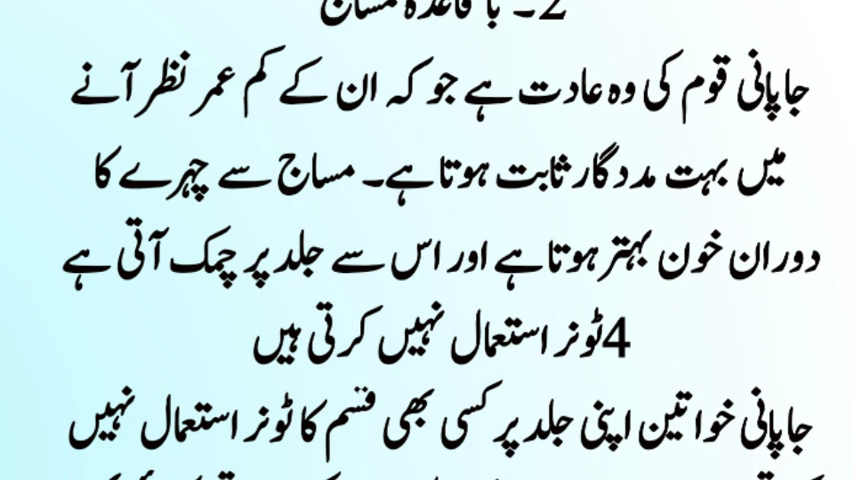 2۔ باقاعدہ مساج
جاپانی قوم کی وہ عادت ہے جو کہ ان کے کم عمر نظر آنے
میں بہت مددگار ثابت ہوتا ہے۔ مساج سے چہرے کا
دوران خون بہتر ہوتا ہے اور اس سے جلد پر چمک آتی ہے
4ٹونر استعمال نہیں کرتی ہیں
جاپانی خواتین اپنی جلد پر کسی بھی قسم کا ٹونر استعمال نہیں